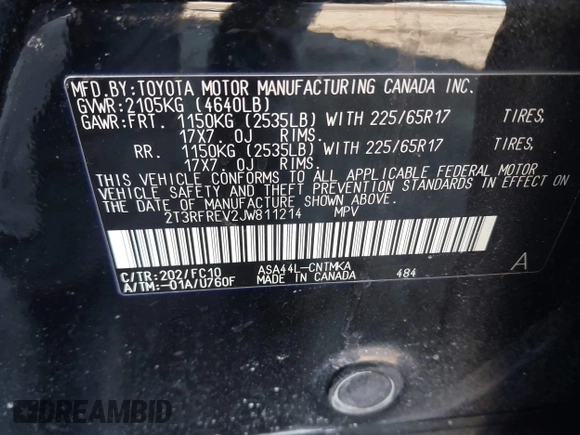 MFD.BY:TOYOTA MOTOR MANUFACTURING CANADA INC.
GVWR:2105KG (4640LB)
GAWR:FRT. 1150KG (2535LB) WITH 225/65R17 TIRES,
17X7.0J RIMS.
RR. 1150KG (2535LB) WITH 225/65R17 TIRES,
17X7.0J RIMS.
THIS VEHICLE CONFORMS TO ALL APPLICABLE FEDERAL MOTOR
VEHICLE SAFETY AND THEFT PREVENTION STANDARDS IN EFFECT ON
THE DATE OF MANUFACTURE SHOWN ABOVE.
2T3RFREV2JW811214 MPV
C/TR:202/FC10 ASA44L-CNTMKA 484 A
A/TM:-01A/U760F MADE IN CANADA
DREAMBID